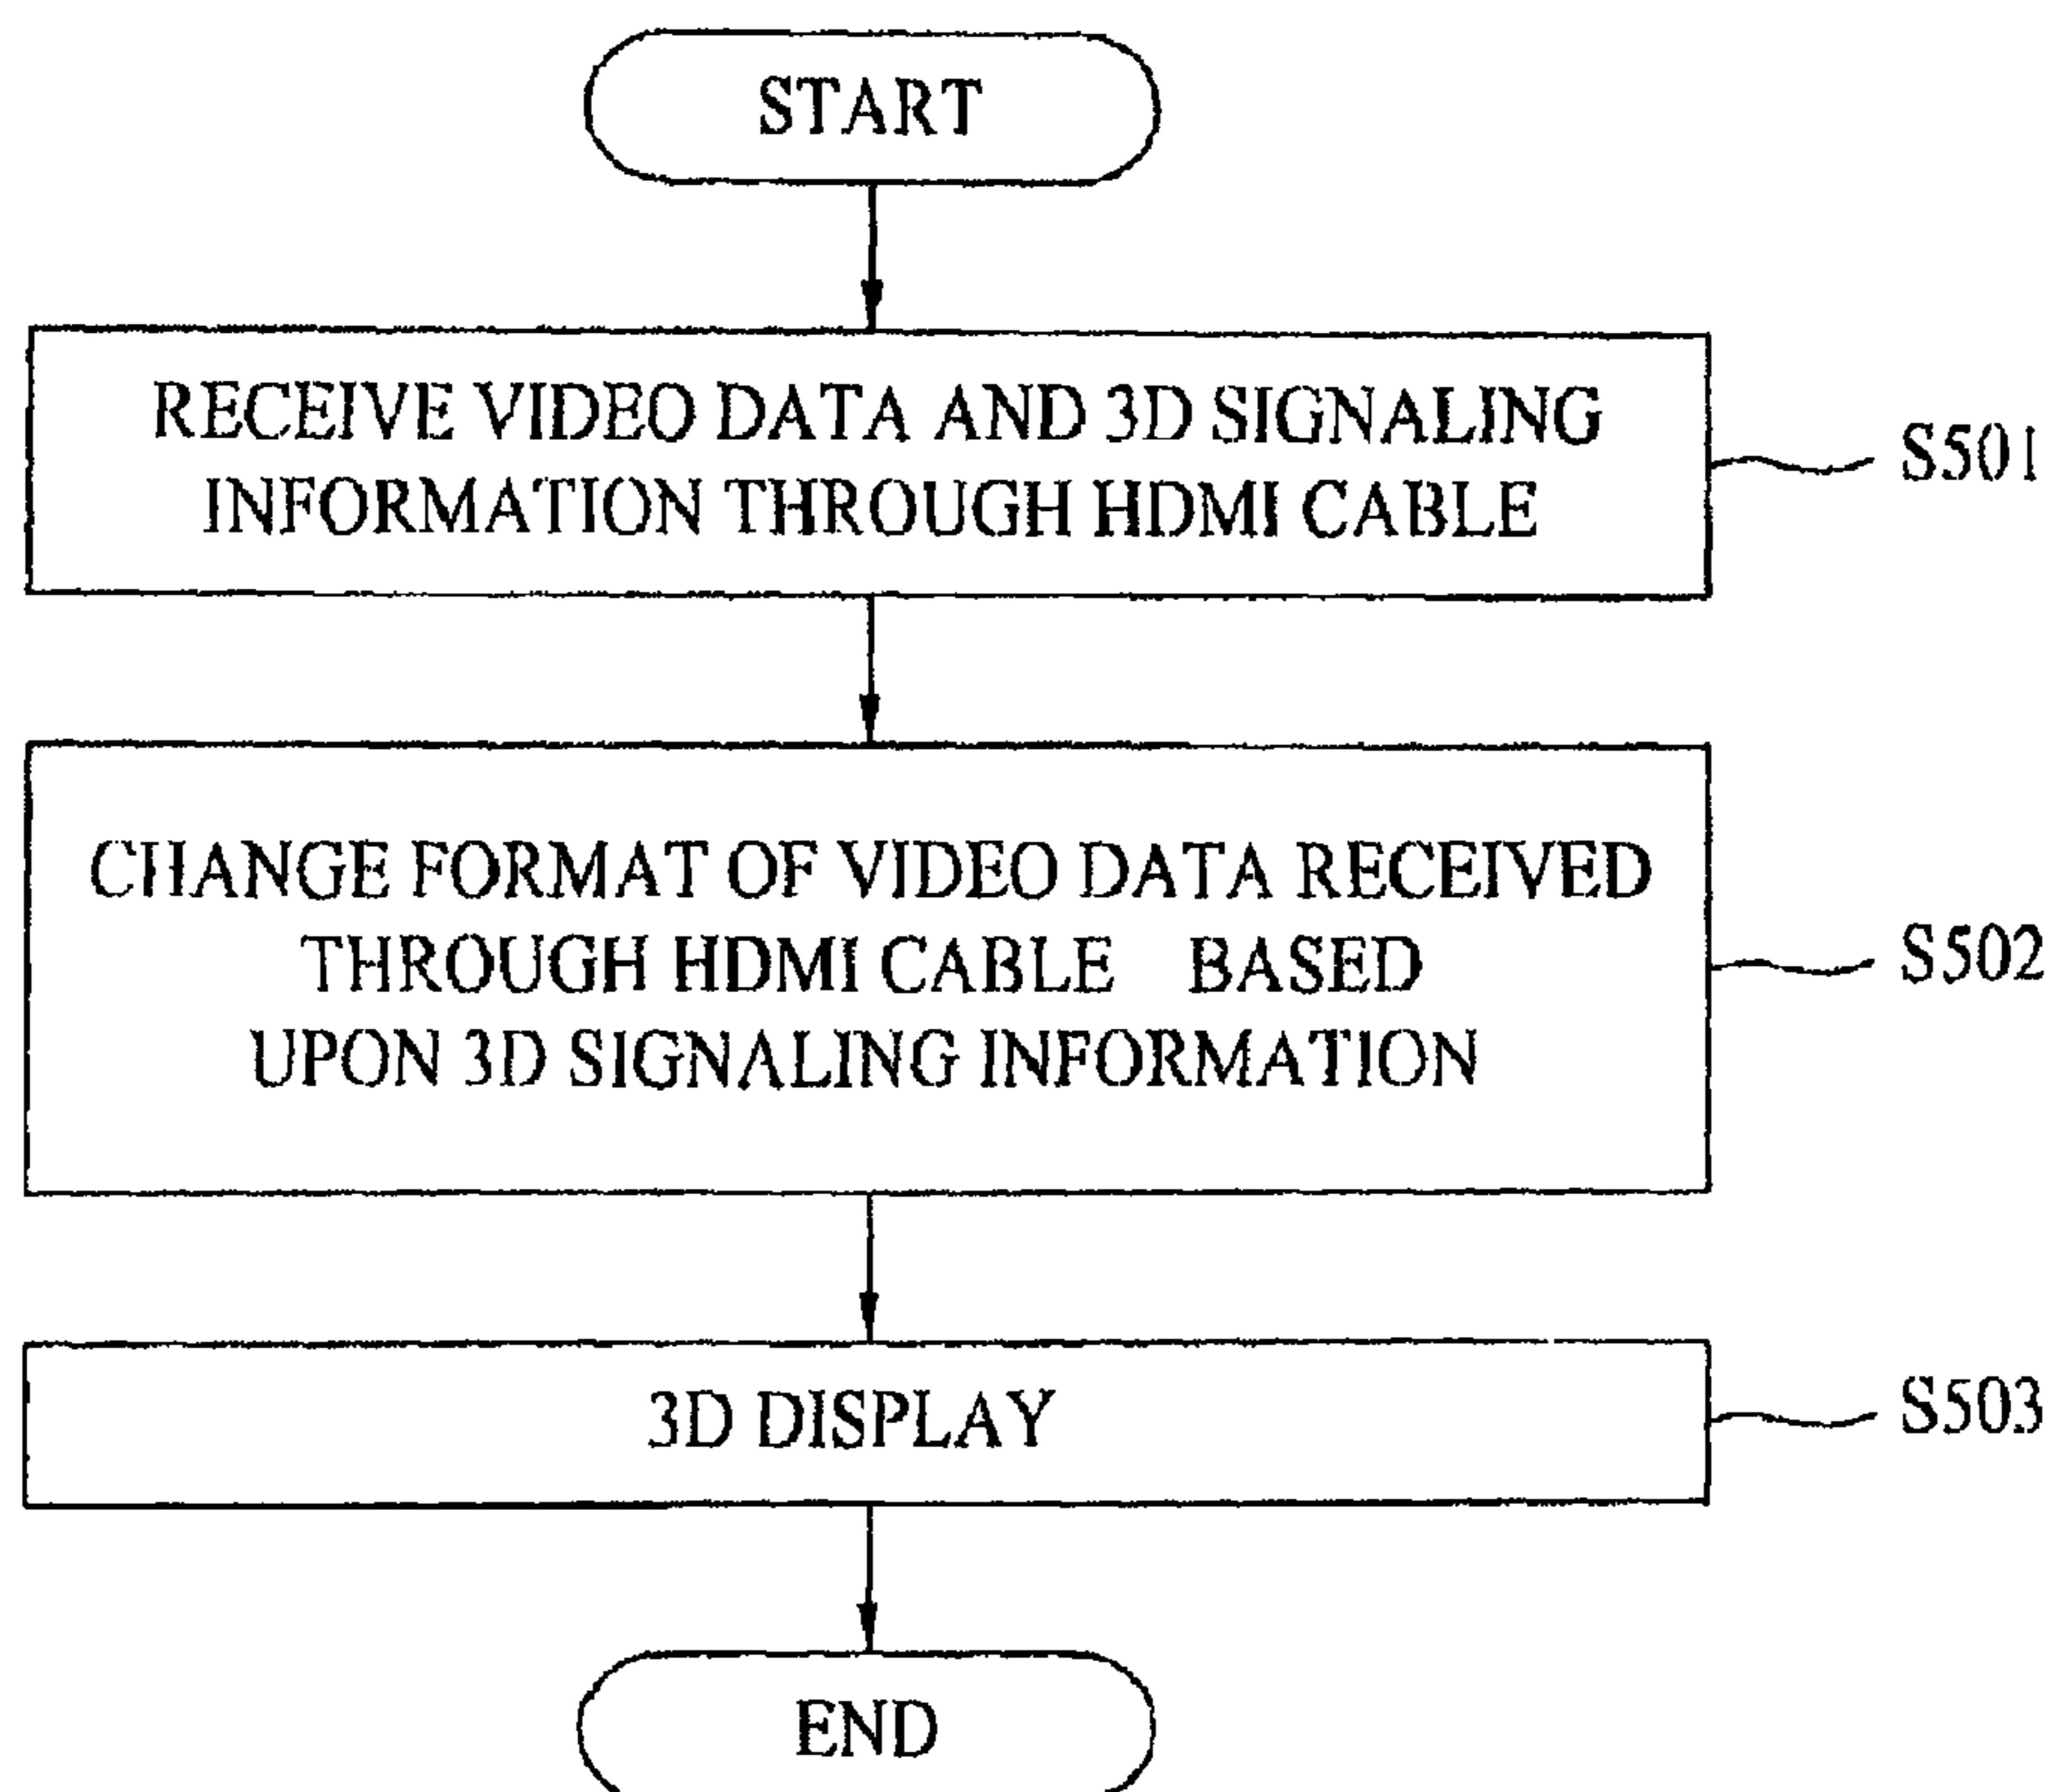 START
RECEIVE VIDEO DATA AND 3D SIGNALING
INFORMATION THROUGH HDMI CABLE
S501
CHANGE FORMAT OF VIDEO DATA RECEIVED
THROUGH HDMI CABLE BASED
UPON 3D SIGNALING INFORMATION
S502
3D DISPLAY
S503
END